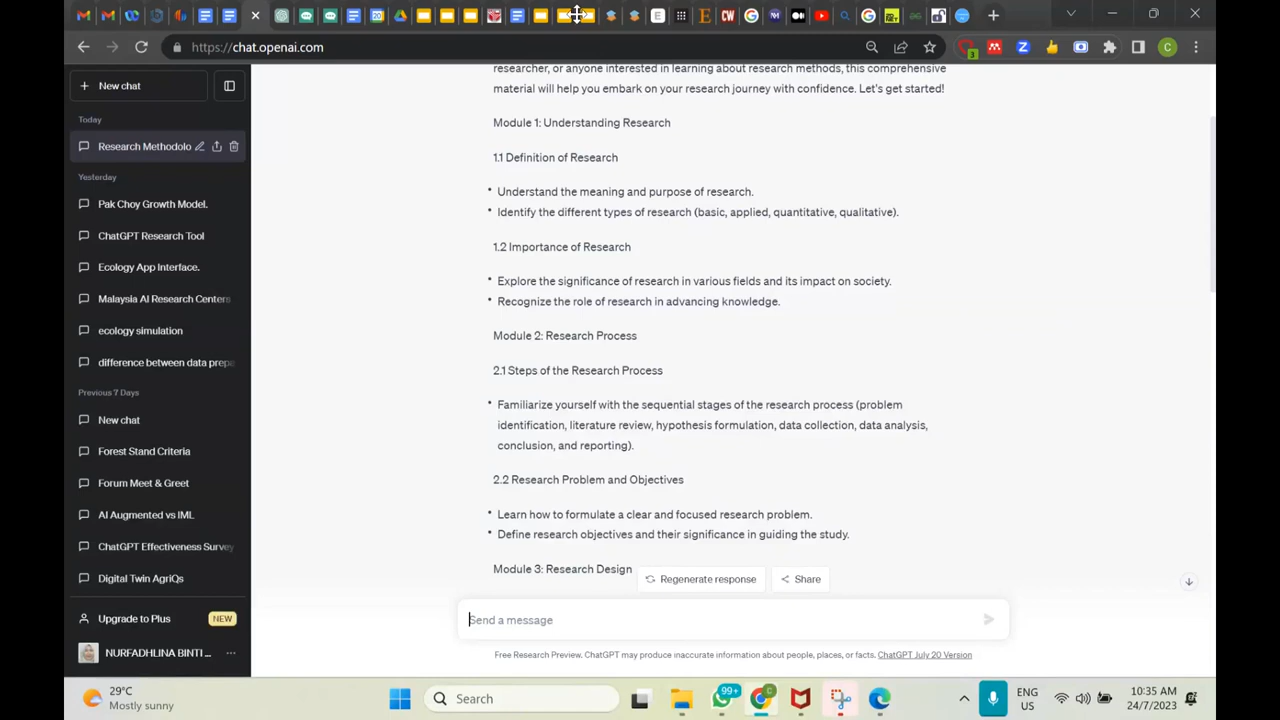 https://chat.openai.com
New chat
Today
Research Methodolo
Yesterday
Pak Choy Growth Model.
ChatGPT Research Tool
Ecology App Interface.
Malaysia AI Research Centers
ecology simulation
difference between data prepa
Previous 7 Days
New chat
Forest Stand Criteria
Forum Meet & Greet
AI Augmented vs IML
ChatGPT Effectiveness Survey
Digital Twin AgriQs
Upgrade to Plus
NEW
NURFADHLINA BINTI ...
researcher, or anyone interested in learning about research methods, this comprehensive
material will help you embark on your research journey with confidence. Let's get started!
Module 1: Understanding Research
1.1 Definition of Research
• Understand the meaning and purpose of research.
• Identify the different types of research (basic, applied, quantitative, qualitative).
1.2 Importance of Research
• Explore the significance of research in various fields and its impact on society.
• Recognize the role of research in advancing knowledge.
Module 2: Research Process
2.1 Steps of the Research Process
• Familiarize yourself with the sequential stages of the research process (problem
identification, literature review, hypothesis formulation, data collection, data analysis,
conclusion, and reporting).
2.2 Research Problem and Objectives
• Learn how to formulate a clear and focused research problem.
• Define research objectives and their significance in guiding the study.
Module 3: Research Design
Regenerate response
Share
Send a message
Free Research Preview. ChatGPT may produce inaccurate information about people, places, or facts. ChatGPT July 20 Version
29°C
Mostly sunny
Search
99+
ENG
US
10:35 AM
24/7/2023